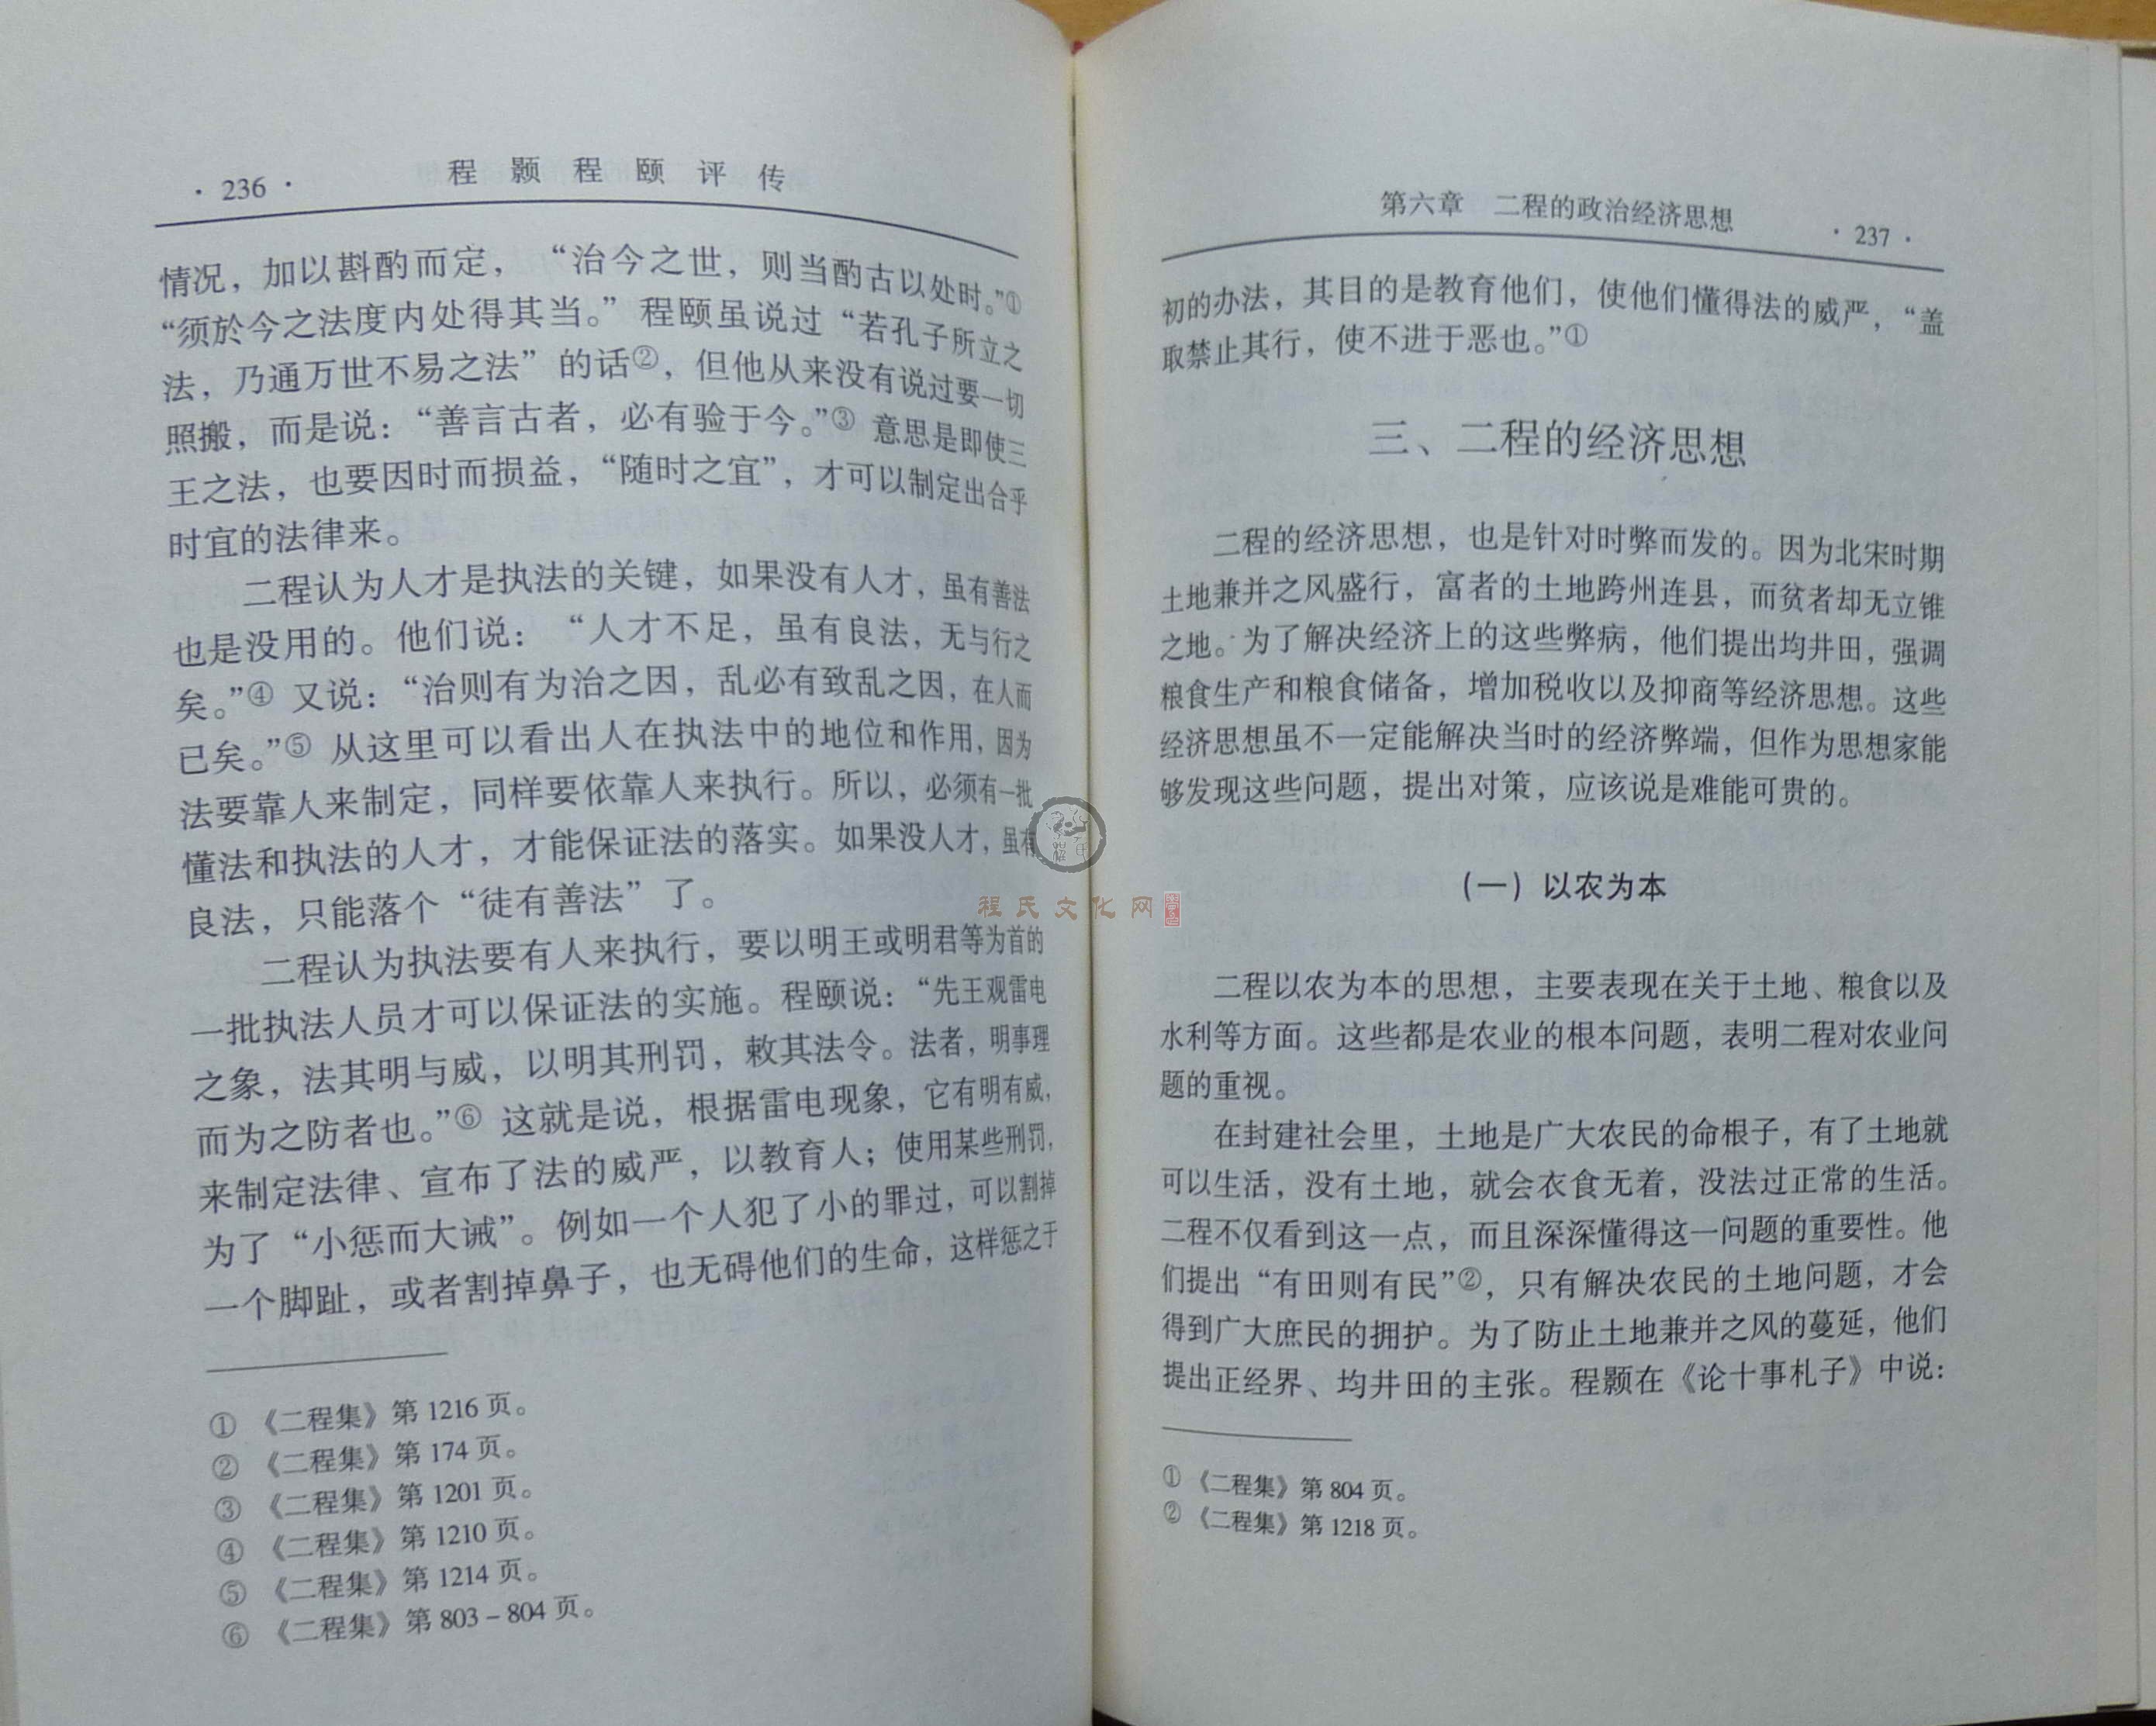 · 236 ·
程 颢 程 颐 评 传
情况，加以斟酌而定，“治今之世，则当酌古以处时。”①
“须於今之法度内处得其当。”程颐虽说过“若孔子所立之
法，乃通万世不易之法”的话②，但他从来没有说过要一切
照搬，而是说：“善言古者，必有验于今。”③ 意思是即使三
王之法，也要因时而损益，“随时之宜”，才可以制定出合乎
时宜的法律来。
二程认为人才是执法的关键，如果没有人才，虽有善法
也是没用的。他们说：“人才不足，虽有良法，无与行之
矣。”④ 又说：“治则有为治之因，乱必有致乱之因，在人而
已矣。”⑤ 从这里可以看出人在执法中的地位和作用，因为
法要靠人来制定，同样要依靠人来执行。所以，必须有一批
懂法和执法的人才，才能保证法的落实。如果没人才，虽有
良法，只能落个“徒有善法”了。
二程认为执法要有人来执行，要以明王或明君等为首的
一批执法人员才可以保证法的实施。程颐说：“先王观雷电
之象，法其明与威，以明其刑罚，敕其法令。法者，明事理
而为之防者也。”⑥ 这就是说，根据雷电现象，它有明有威，
来制定法律、宣布了法的威严，以教育人；使用某些刑罚，
为了“小惩而大诫”。例如一个人犯了小的罪过，可以割掉
一个脚趾，或者割掉鼻子，也无碍他们的生命，这样惩之于
① 《二程集》第 1216 页。
② 《二程集》第 174 页。
③ 《二程集》第 1201 页。
④ 《二程集》第 1210 页。
⑤ 《二程集》第 1214 页。
⑥ 《二程集》第 803－804 页。
程氏文化网
第六章 二程的政治经济思想
· 237 ·
初的办法，其目的是教育他们，使他们懂得法的威严，“盖
取禁止其行，使不进于恶也。”①
三、二程的经济思想
二程的经济思想，也是针对时弊而发的。因为北宋时期
土地兼并之风盛行，富者的土地跨州连县，而贫者却无立锥
之地。为了解决经济上的这些弊病，他们提出均井田，强调
粮食生产和粮食储备，增加税收以及抑商等经济思想。这些
经济思想虽不一定能解决当时的经济弊端，但作为思想家能
够发现这些问题，提出对策，应该说是难能可贵的。
（一）以农为本
二程以农为本的思想，主要表现在关于土地、粮食以及
水利等方面。这些都是农业的根本问题，表明二程对农业问
题的重视。
在封建社会里，土地是广大农民的命根子，有了土地就
可以生活，没有土地，就会衣食无着，没法过正常的生活。
二程不仅看到这一点，而且深深懂得这一问题的重要性。他
们提出“有田则有民”②，只有解决农民的土地问题，才会
得到广大庶民的拥护。为了防止土地兼并之风的蔓延，他们
提出正经界、均井田的主张。程颢在《论十事札子》中说：
① 《二程集》第 804 页。
② 《二程集》第 1218 页。